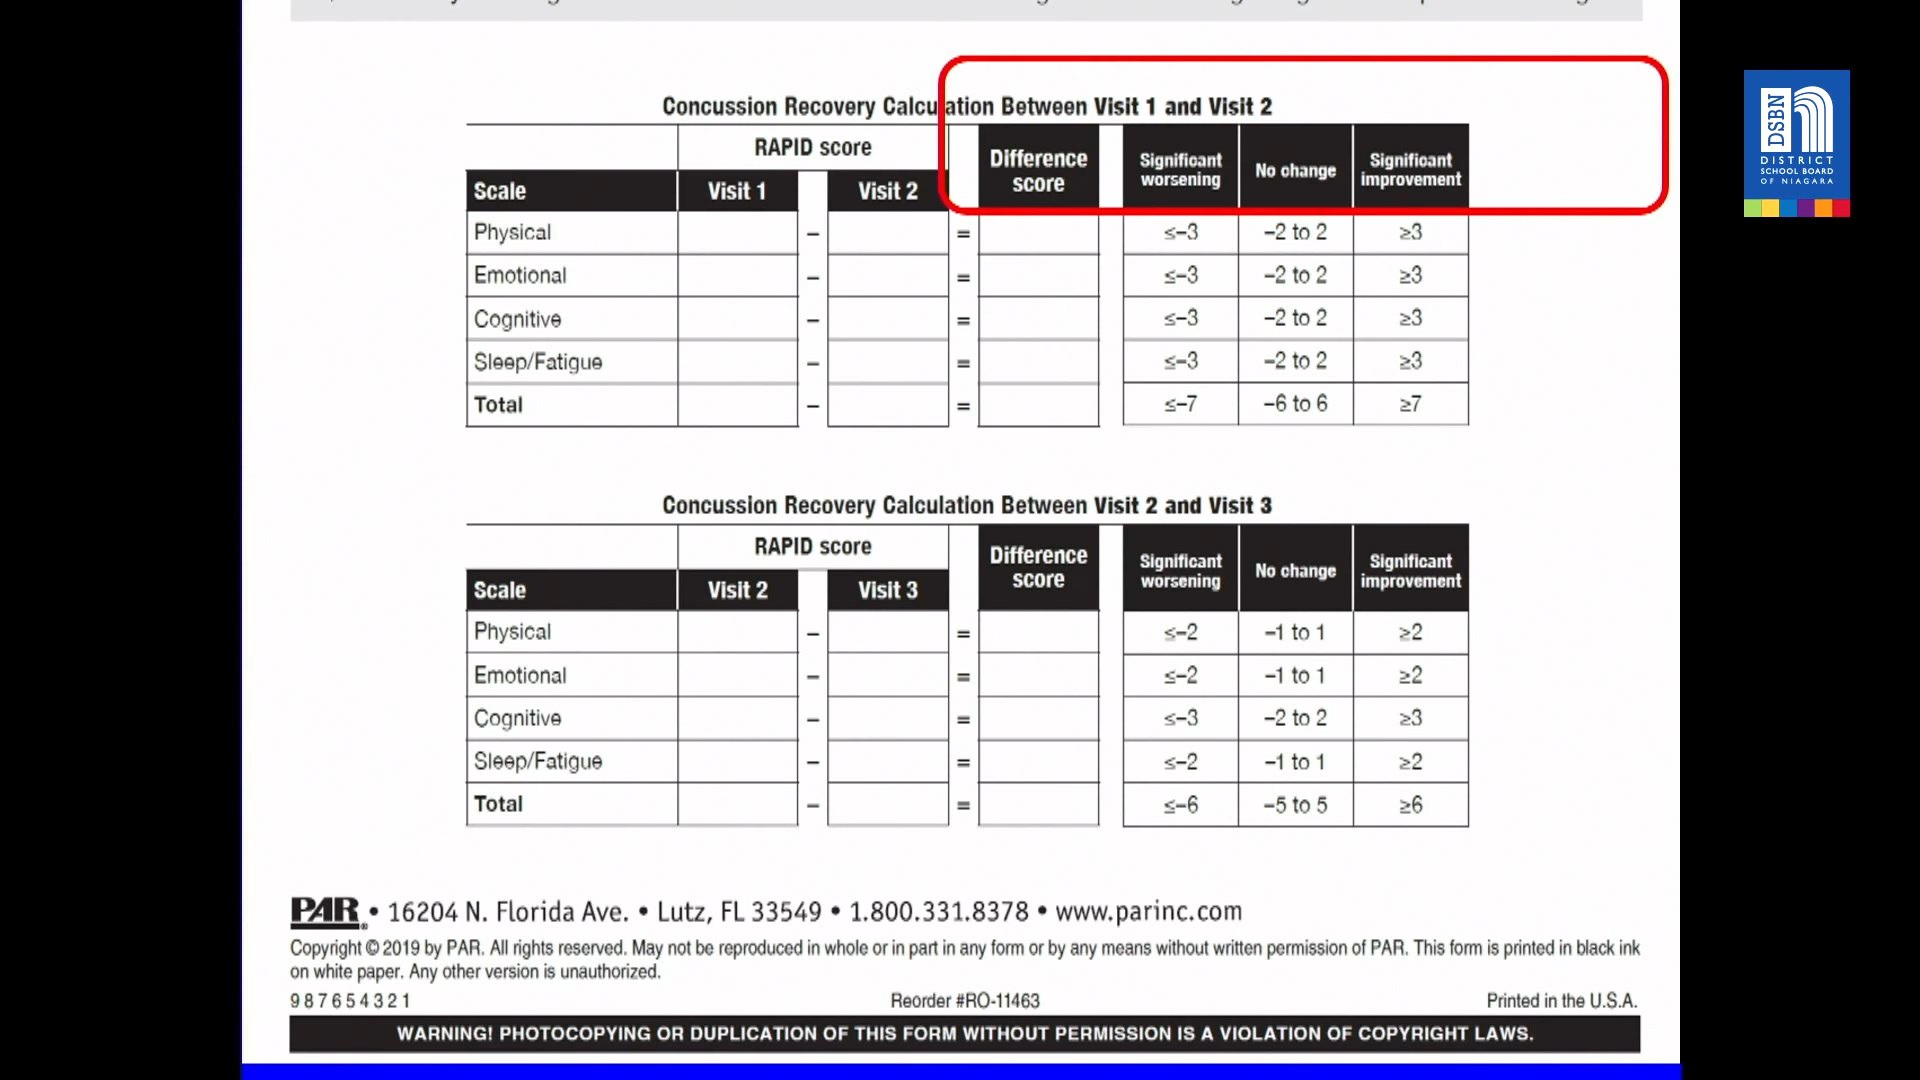 Concussion Recovery Calculation Between Visit 1 and Visit 2
RAPID score
Scale Visit 1 Visit 2 Difference score Significant worsening No change Significant improvement
Physical – = ≤–3 –2 to 2 ≥3
Emotional – = ≤–3 –2 to 2 ≥3
Cognitive – = ≤–3 –2 to 2 ≥3
Sleep/Fatigue – = ≤–3 –2 to 2 ≥3
Total – = ≤–7 –6 to 6 ≥7
Concussion Recovery Calculation Between Visit 2 and Visit 3
RAPID score
Scale Visit 2 Visit 3 Difference score Significant worsening No change Significant improvement
Physical – = ≤–2 –1 to 1 ≥2
Emotional – = ≤–2 –1 to 1 ≥2
Cognitive – = ≤–3 –2 to 2 ≥3
Sleep/Fatigue – = ≤–2 –1 to 1 ≥2
Total – = ≤–6 –5 to 5 ≥6
PAR® • 16204 N. Florida Ave. • Lutz, FL 33549 • 1.800.331.8378 • www.parinc.com
Copyright © 2019 by PAR. All rights reserved. May not be reproduced in whole or in part in any form or by any means without written permission of PAR. This form is printed in black ink
on white paper. Any other version is unauthorized.
9 8 7 6 5 4 3 2 1 Reorder #RO-11463 Printed in the U.S.A.
WARNING! PHOTOCOPYING OR DUPLICATION OF THIS FORM WITHOUT PERMISSION IS A VIOLATION OF COPYRIGHT LAWS.
DSBN
DISTRICT
SCHOOL BOARD
OF NIAGARA